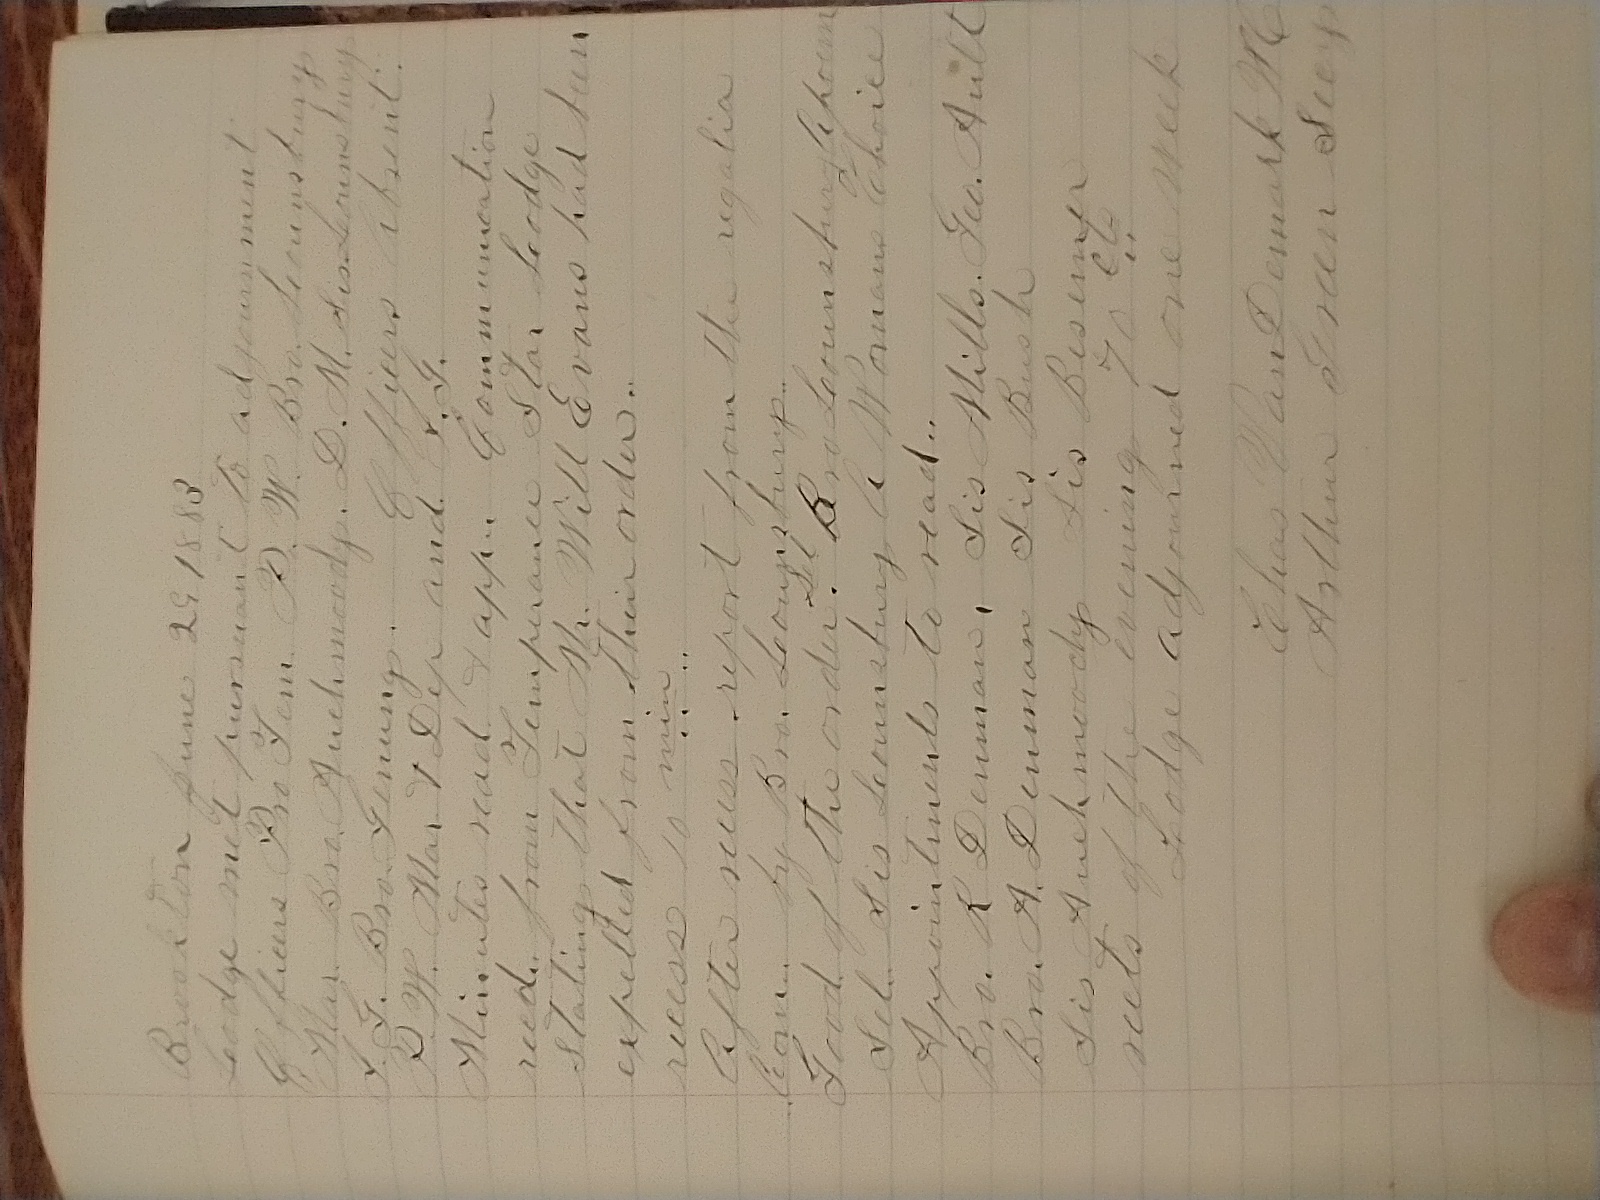 Brookton June 29 1883
Lodge met pursuant to adjournment
Officers Pro Tem. P. W. Bro. Lounsbury
Mar. Bro. Auchmoody. D. M. Sis Lounsbury
I. G. Bro. Genung. Officers absent.
P. W. Mar & Dep and I. G.
Minutes read & app.. Communication
recd.. from Temperance Star Lodge
Stating that Mr. Will Evans had been
expelled from their order..
recess 10 min..
After recess report from the regalia
Com.. by Bro. Lounsbury..
Good of the order. Sel Bro Lounsbury A poem
Sel.. Sis Lounsbury A Womans Choice
Appointments to read..
Bro. R Denman, Sis Mills. Geo. Ault
Bro. A. Denman Sis Bush
Sis Auchmoody Sis Besemer
rects of the evening 70 cts
Lodge adjourned one week
Chas VanDemark W C
Arthur Green Secy